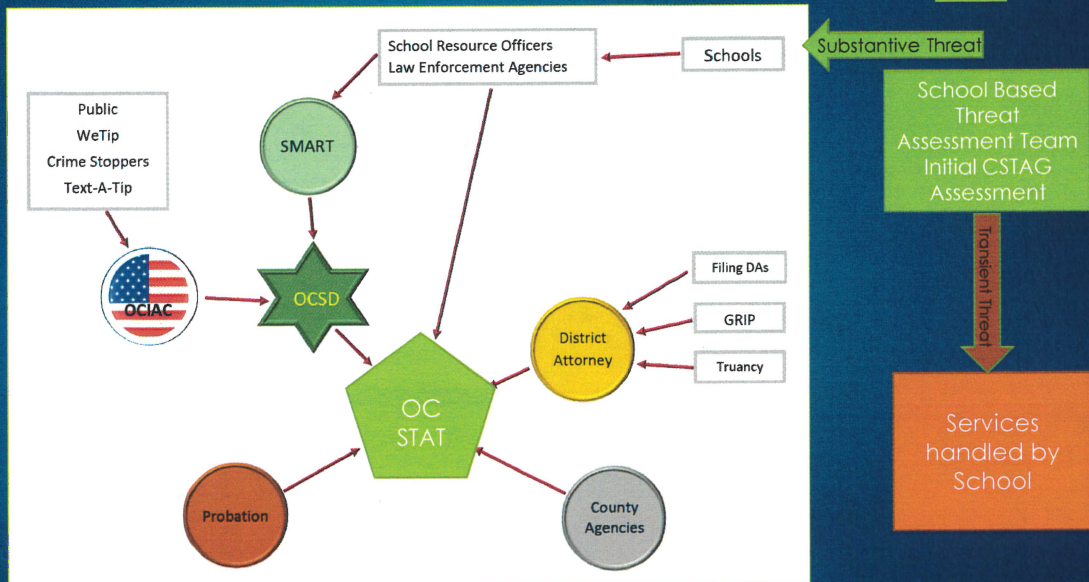 School Resource Officers
Law Enforcement Agencies
Schools
Substantive Threat
Public
WeTip
Crime Stoppers
Text-A-Tip
SMART
School Based
Threat
Assessment Team
Initial CSTAG
Assessment
OCIAC
OCSD
Transient Threat
Filing DAs
GRIP
Truancy
District
Attorney
OC
STAT
Services
handled by
School
Probation
County
Agencies